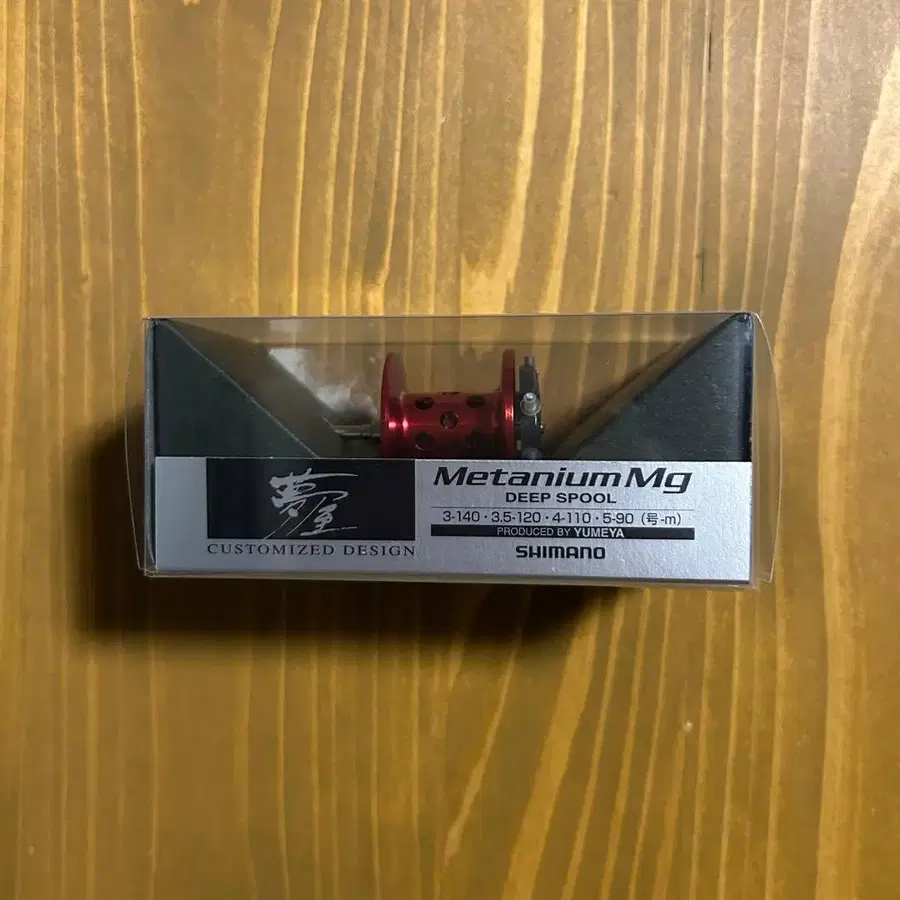 夢屋
CUSTOMIZED DESIGN
Metanium Mg
DEEP SPOOL
3-140・3.5-120・4-110・5-90（号-m）
PRODUCED BY YUMEYA
SHIMANO